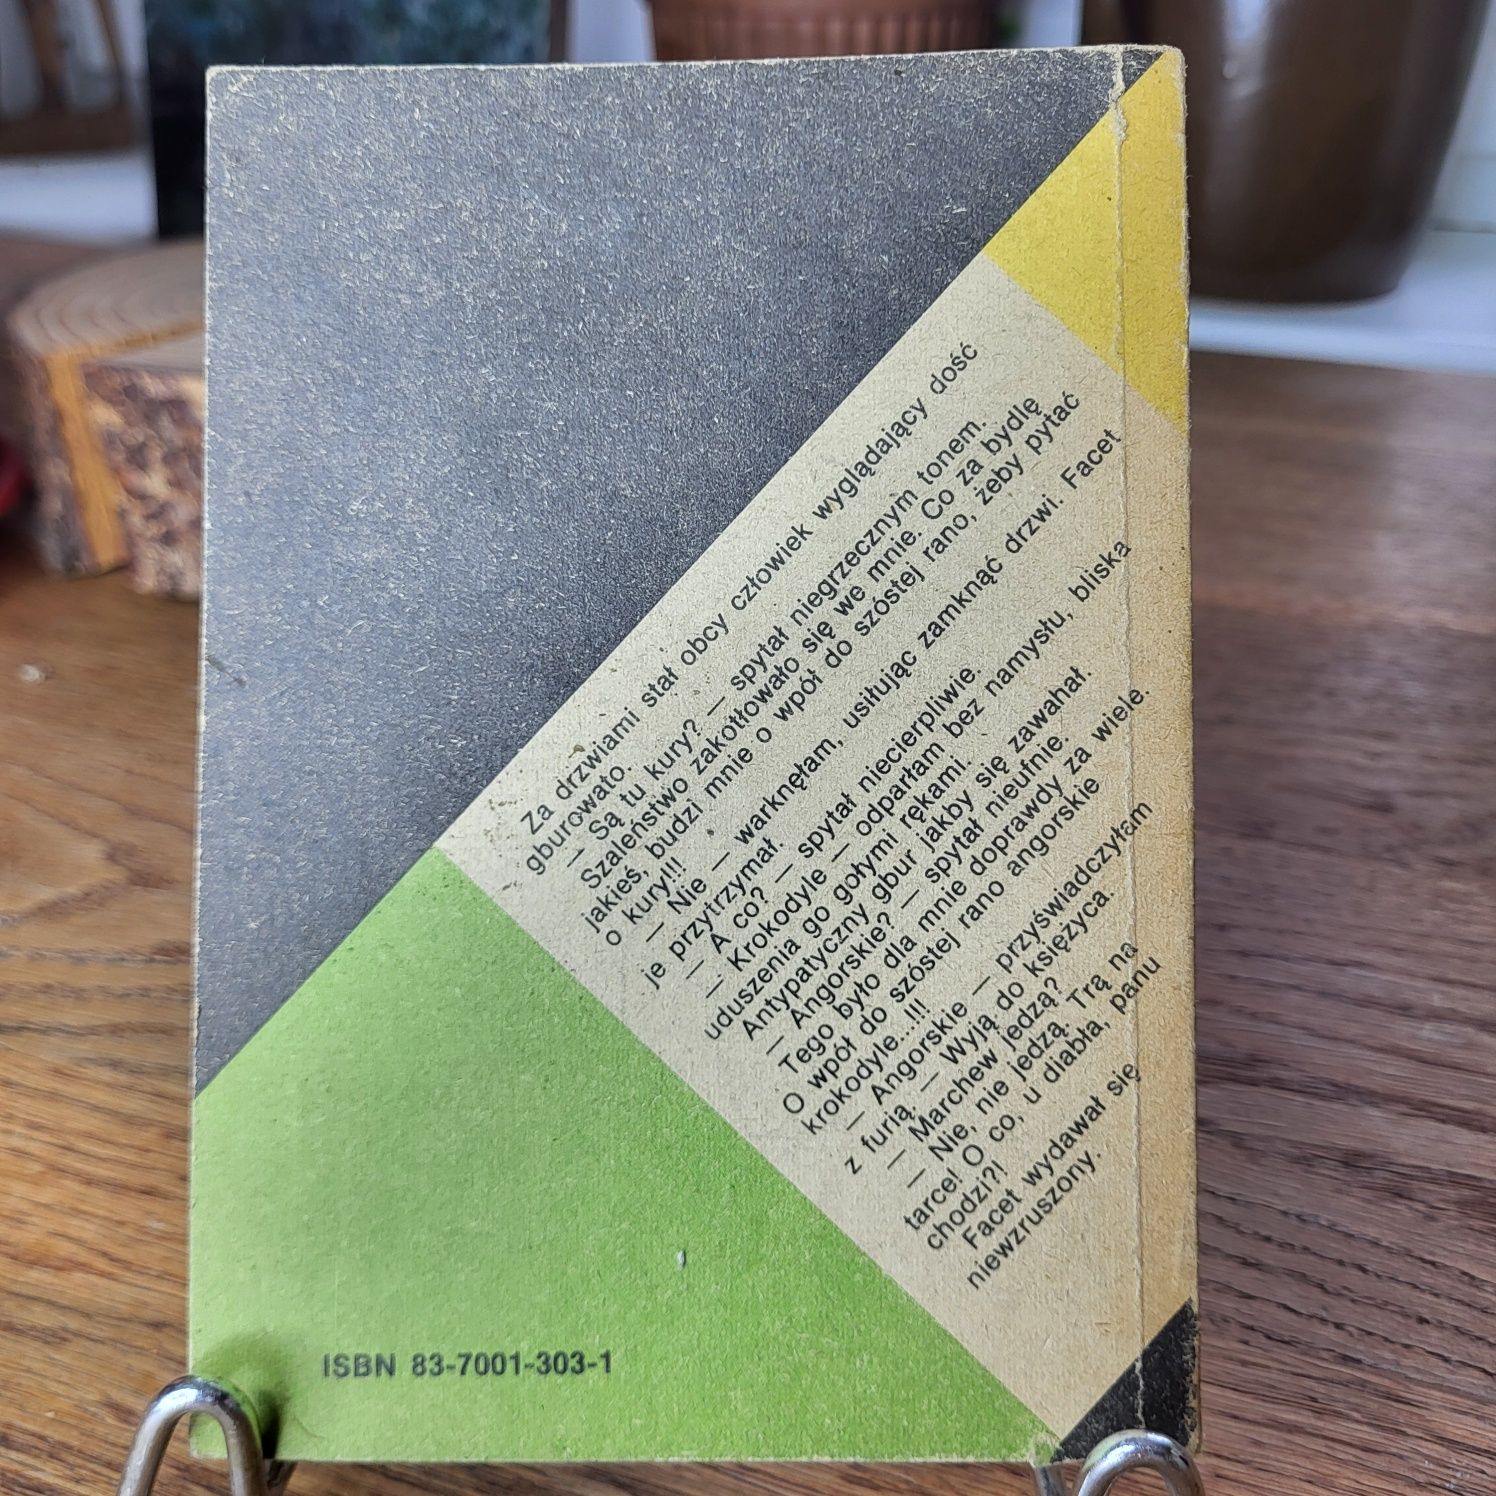 Za drzwiami stał obcy człowiek wyglądający dość
gburowato.
— Są tu kury? — spytał niegrzecznym tonem.
Szaleństwo zakotłowało się we mnie. Co za bydlę
jakieś, budzi mnie o wpół do szóstej rano, żeby pytać
o kury!!!
— Nie — warknęłam, usiłując zamknąć drzwi. Facet
je przytrzymał.
— A co? — spytał niecierpliwie.
— Krokodyle — odparłam bez namysłu, bliska
uduszenia go gołymi rękami.
Antypatyczny gbur jakby się zawahał.
— Angorskie? — spytał nieufnie.
Tego było dla mnie doprawdy za wiele.
O wpół do szóstej rano angorskie
krokodyle...!!!
— Angorskie — przyświadczyłam
z furią. — Wyją do księżyca.
— Marchew jedzą?
— Nie, nie jedzą. Trą na
tarce! O co, u diabła, panu
chodzi?!
Facet wydawał się
niewzruszony.
ISBN 83-7001-303-1